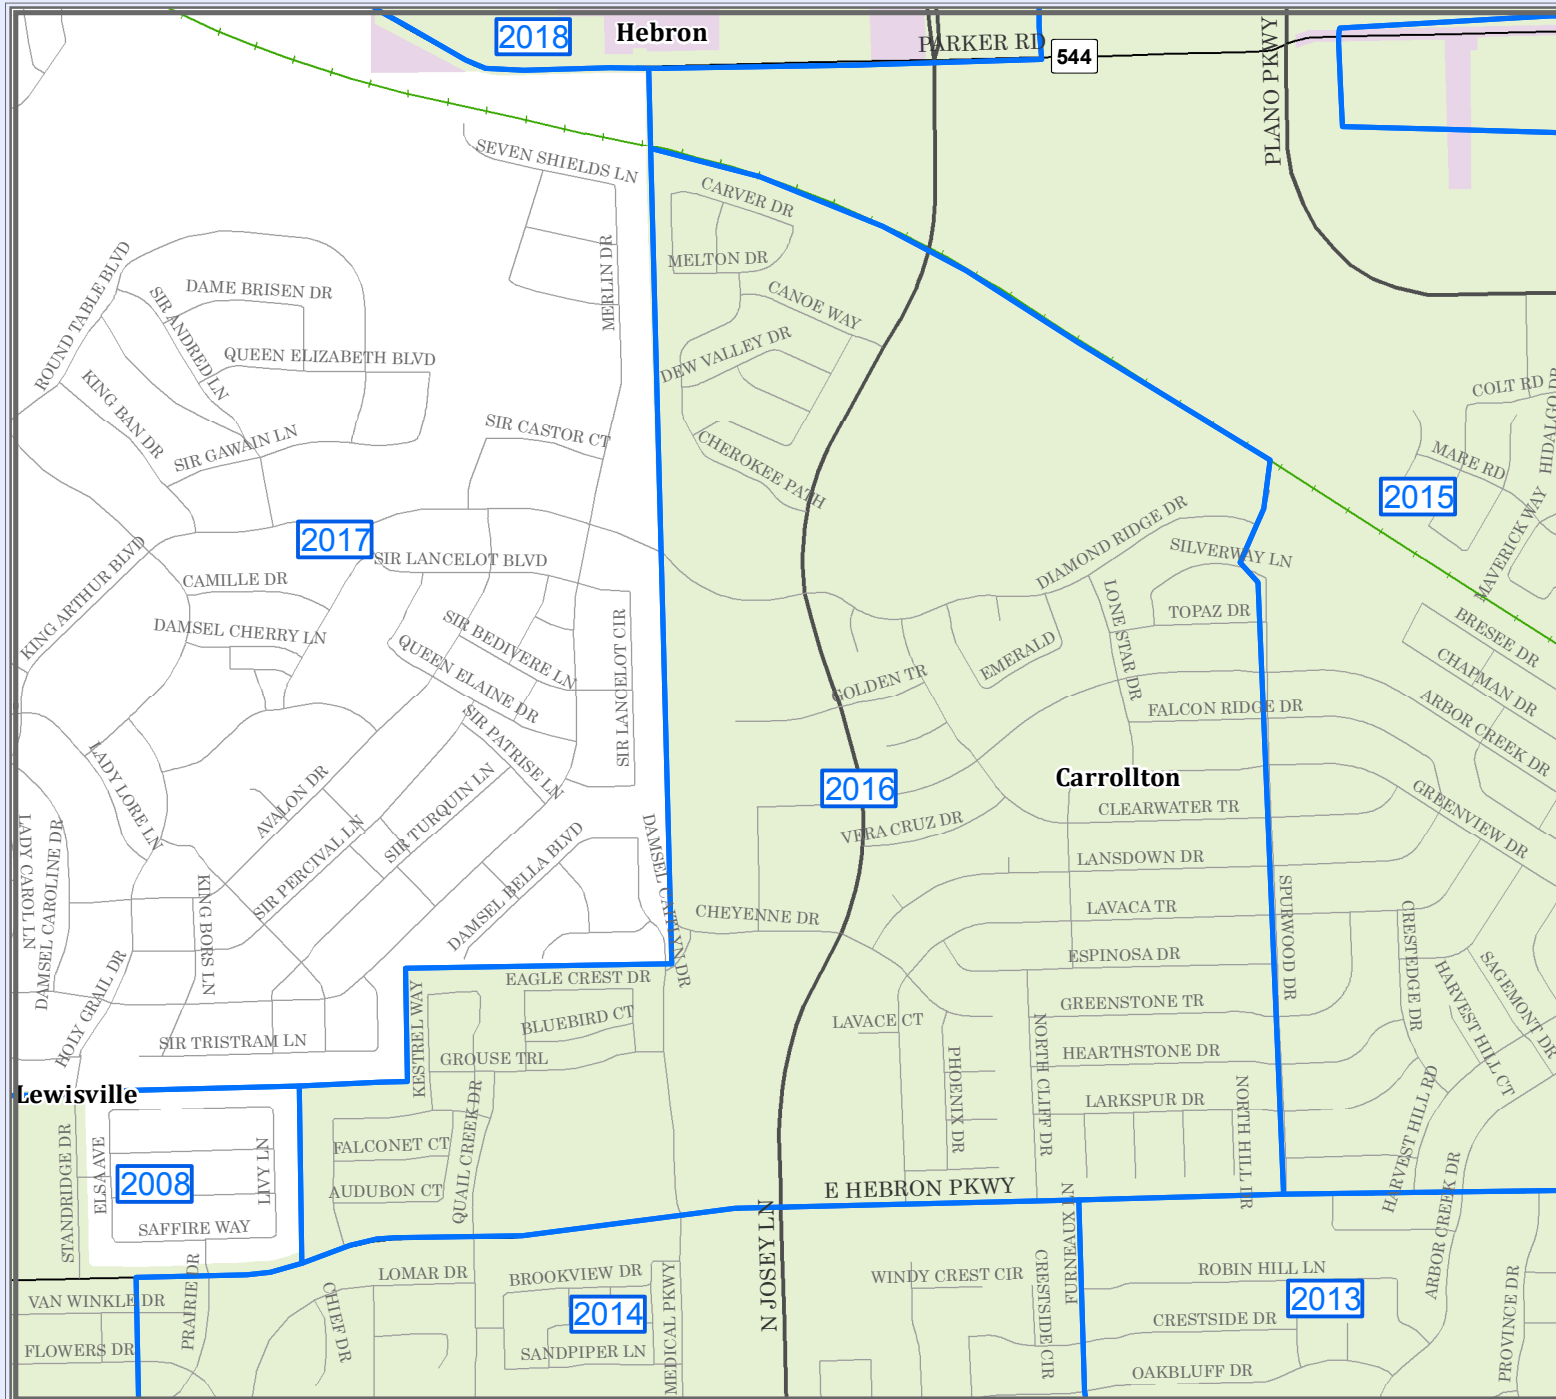 2018
Hebron
PARKER RD
544
PLANO PKWY
SEVEN SHIELDS LN
CARVER DR
MERLIN DR
MELTON DR
ROUND TABLE BLVD
DAME BRISEN DR
SIR ANDRED LN
CANOE WAY
QUEEN ELIZABETH BLVD
DEW VALLEY DR
KING BAN DR
COLT RD
HIDALGO DR
SIR GAWAIN LN
SIR CASTOR CT
CHEROKEE PATH
MARE RD
2015
MAVERICK WAY
2017
DIAMOND RIDGE DR
SILVERWAY LN
KING ARTHUR BLVD
SIR LANCELOT BLVD
CAMILLE DR
LONE STAR DR
TOPAZ DR
DAMSEL CHERRY LN
SIR BEDIVERE LN
SIR LANCELOT CIR
BRESEE DR
QUEEN ELAINE DR
EMERALD
CHAPMAN DR
GOLDEN TR
FALCON RIDGE DR
ARBOR CREEK DR
SIR PATRISE LN
LADY LORE LN
AVALON DR
2016
Carrollton
SIR TURQUIN LN
CLEARWATER TR
GREENVIEW DR
LADY CAROL LN
DAMSEL CAROLINE DR
SIR PERCIVAL LN
DAMSEL BELLA BLVD
DAMSEL CAITLYN DR
VERA CRUZ DR
LANSDOWN DR
KING BORS LN
CHEYENNE DR
LAVACA TR
SPURWOOD DR
CRESTEDGE DR
ESPINOSA DR
HOLY GRAIL DR
EAGLE CREST DR
HARVEST HILL CT
SAGEMONT DR
KESTREL WAY
BLUEBIRD CT
LAVACE CT
GREENSTONE TR
NORTH CLIFF DR
SIR TRISTRAM LN
GROUSE TRL
PHOENIX DR
HEARTHSTONE DR
Lewisville
LARKSPUR DR
NORTH HILL DR
HARVEST HILL RD
STANDRIDGE DR
ELSA AVE
LIVAY LN
FALCONET CT
QUAIL CREEK DR
2008
AUDUBON CT
E HEBRON PKWY
ARBOR CREEK DR
SAFFIRE WAY
N JOSEY LN
FURNEAUX LN
PRAIRIE DR
LOMAR DR
BROOKVIEW DR
MEDICAL PKWY
WINDY CREST CIR
CRESTSIDE CIR
ROBIN HILL LN
VAN WINKLE DR
CHIEF DR
2014
2013
CRESTSIDE DR
PROVINCE DR
FLOWERS DR
SANDPIPER LN
OAKBLUFF DR